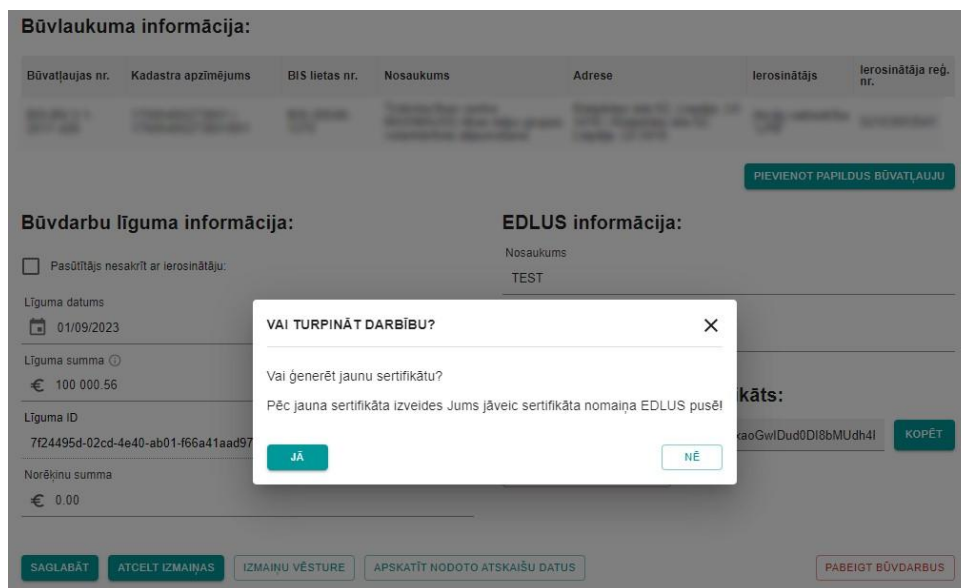 Būvlaukuma informācija:
Būvatļaujas nr. Kadastra apzīmējums BIS lietas nr. Nosaukums Adrese Ierosinātājs Ierosinātāja reģ. nr.
PIEVIENOT PAPILDUS BŪVATĻAUJU
Būvdarbu līguma informācija:
EDLUS informācija:
Pasūtītājs nesakrīt ar ierosinātāju:
Nosaukums
TEST
Līguma datums
01/09/2023
Līguma summa
€ 100 000.56
Līguma ID
7f24495d-02cd-4e40-ab01-f66a41aad97
Norēķinu summa
€ 0.00
VAI TURPINĀT DARBĪBU?
Vai ģenerēt jaunu sertifikātu?
Pēc jauna sertifikāta izveides Jums jāveic sertifikāta nomaiņa EDLUS pusē!
JĀ NĒ
kāts:
KOPĒT
SAGLABĀT ATCELT IZMAIŅAS IZMAIŅU VĒSTURE APSKATĪT NODOTO ATSKAIŠU DATUS PABEIGT BŪVDARBUS